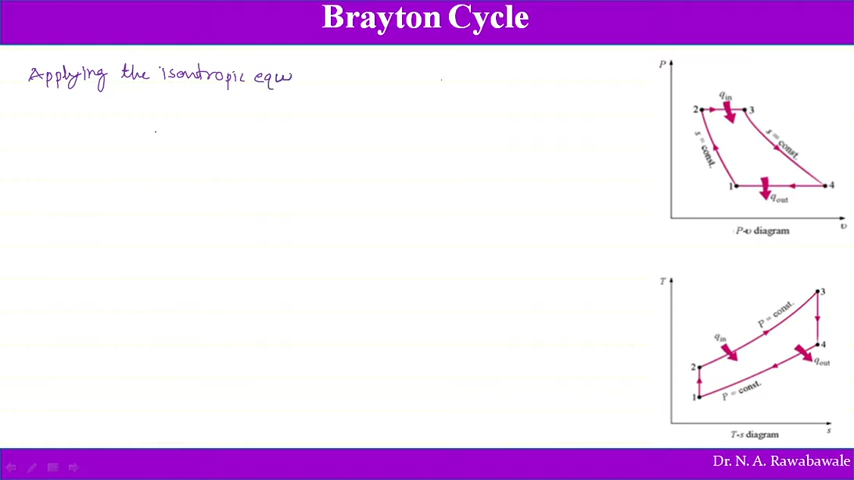 Brayton Cycle
Applying the isentropic equ
P
q_in
2
3
s = const.
s = const.
1
4
q_out
υ
P-υ diagram
T
3
P = const.
q_in
4
2
q_out
1
P = const.
s
T-s diagram
Dr. N. A. Rawabawale